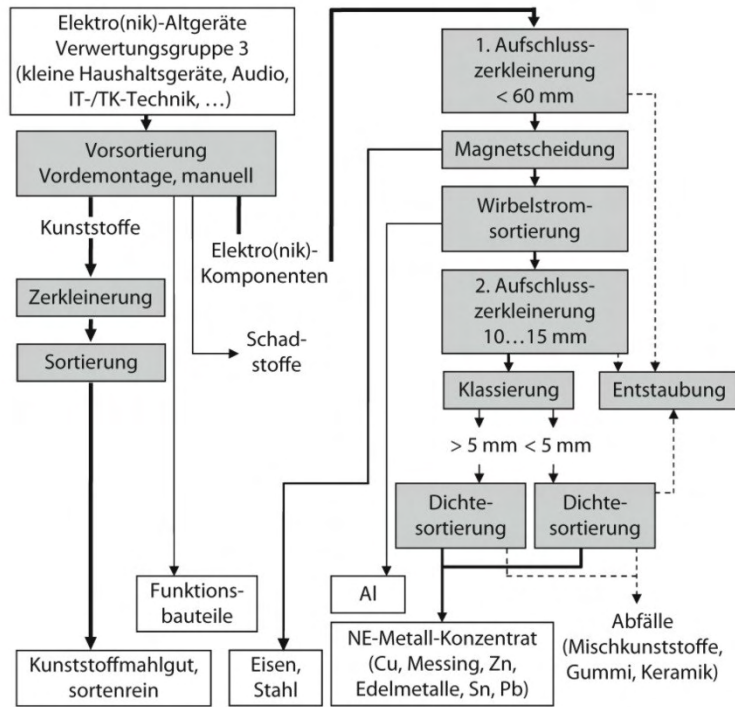 Elektro(nik)-Altgeräte
Verwertungsgruppe 3
(kleine Haushaltsgeräte, Audio,
IT-/TK-Technik, …)
Vorsortierung
Vordemontage, manuell
Kunststoffe
Elektro(nik)-
Komponenten
Zerkleinerung
Sortierung
Schad-
stoffe
Funktions-
bauteile
Kunststoffmahlgut,
sortenrein
1. Aufschluss-
zerkleinerung
< 60 mm
Magnetscheidung
Wirbelstrom-
sortierung
2. Aufschluss-
zerkleinerung
10…15 mm
Klassierung
Entstaubung
> 5 mm
< 5 mm
Dichte-
sortierung
Dichte-
sortierung
Al
Eisen,
Stahl
NE-Metall-Konzentrat
(Cu, Messing, Zn,
Edelmetalle, Sn, Pb)
Abfälle
(Mischkunststoffe,
Gummi, Keramik)